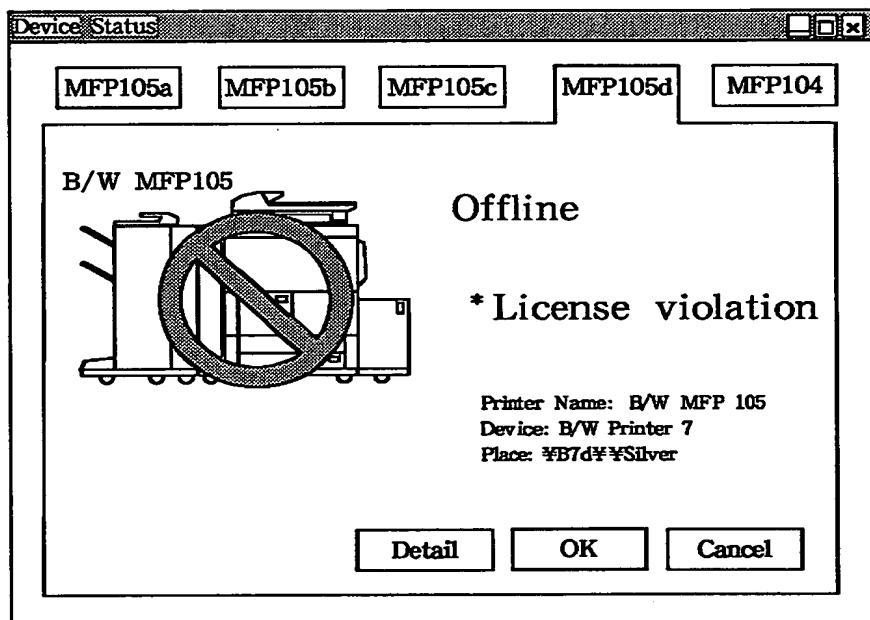 Device Status
MFP105a MFP105b MFP105c MFP105d MFP104
B/W MFP105
Offline
*License violation
Printer Name: B/W MFP 105
Device: B/W Printer 7
Place: ¥B7d¥¥Silver
Detail OK Cancel